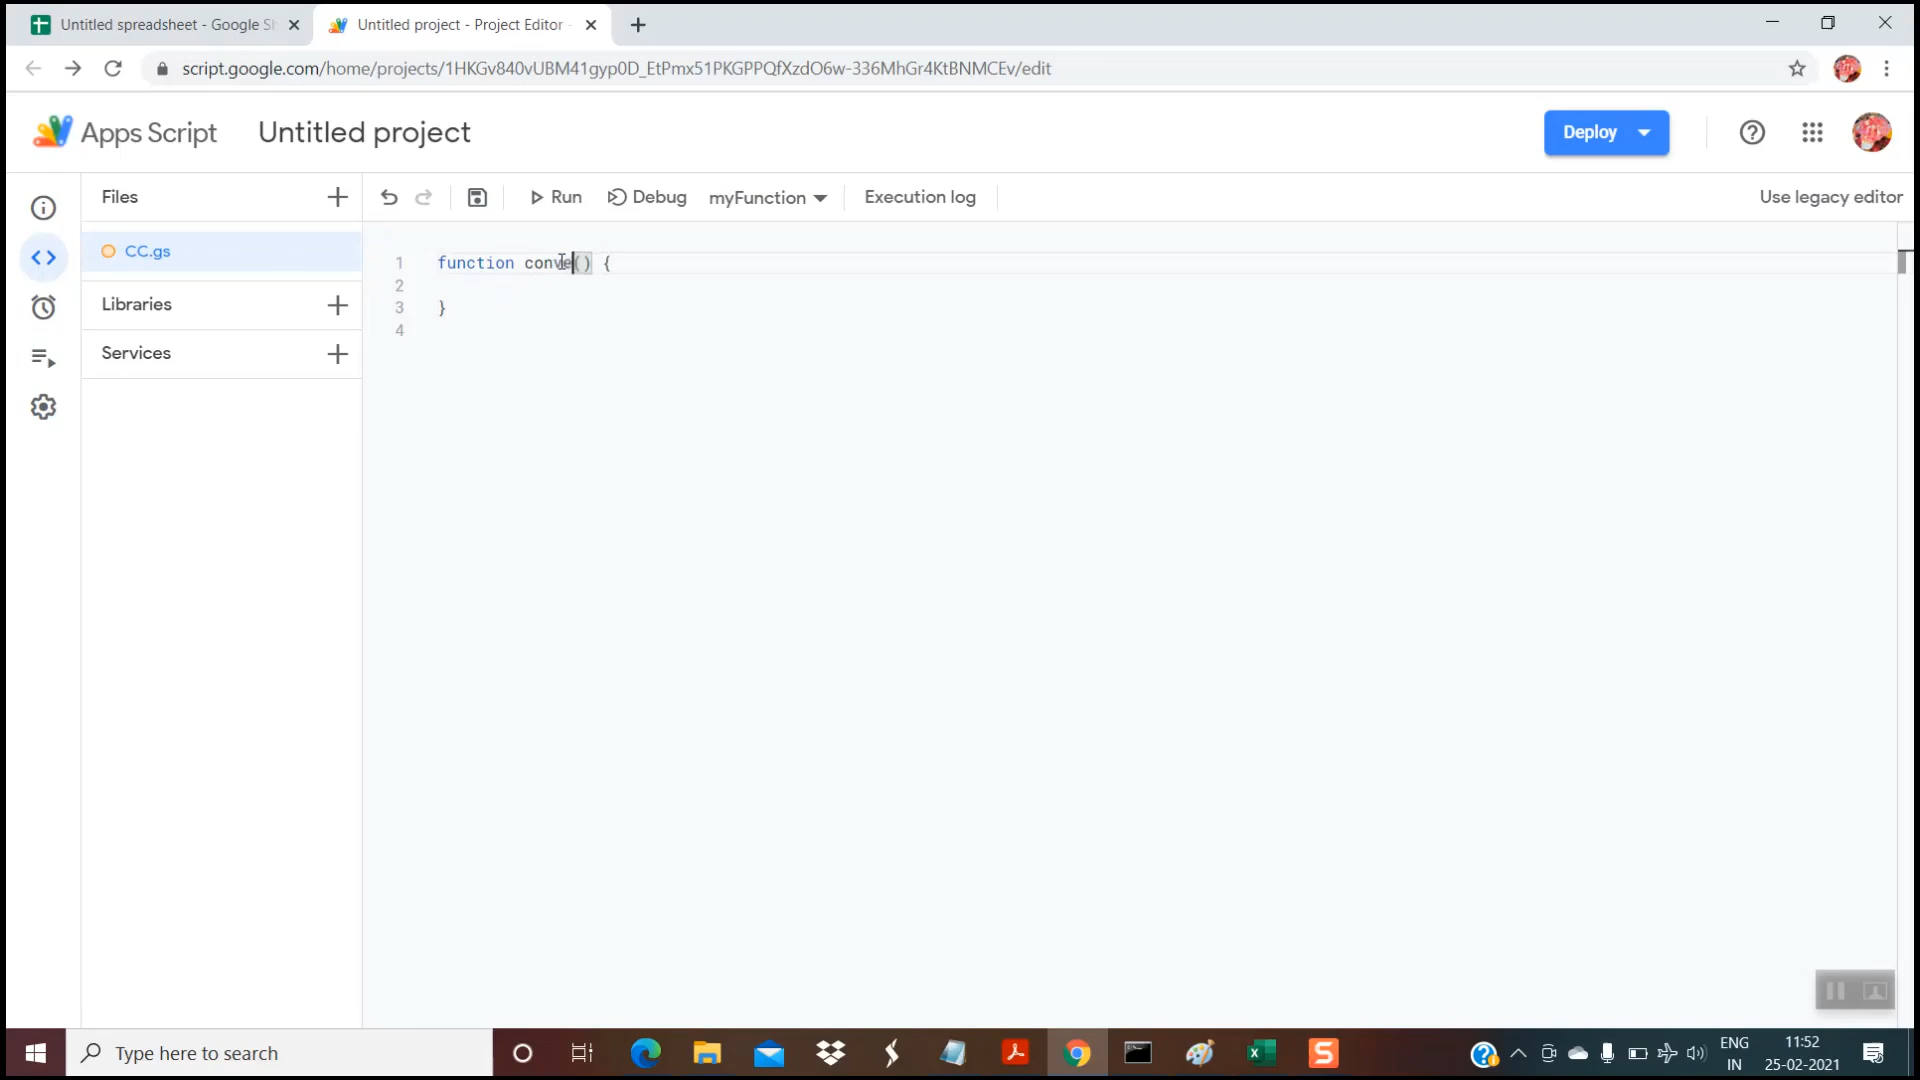 Untitled spreadsheet - Google Sh
Untitled project - Project Editor -
script.google.com/home/projects/1HKGv840vUBM41gyp0D_EtPmx51PKGPPQfXzdO6w-336MhGr4KtBNMCEv/edit
Apps Script
Untitled project
Deploy
Files
Run
Debug
myFunction
Execution log
Use legacy editor
CC.gs
Libraries
Services
1 function conve() {
2
3 }
4
Type here to search
ENG
IN
11:52
25-02-2021